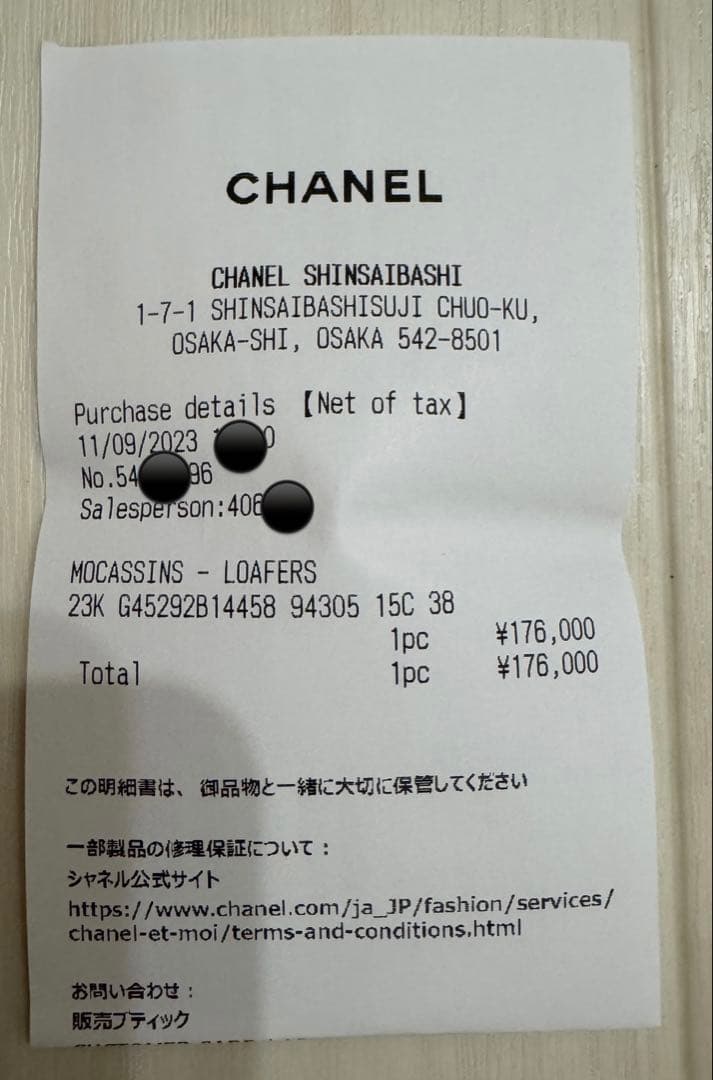 CHANEL
CHANEL SHINSAIBASHI
1-7-1 SHINSAIBASHISUJI CHUO-KU,
OSAKA-SHI, OSAKA 542-8501
Purchase details 【Net of tax】
11/09/2023
No.54 96
Salesperson:406
MOCASSINS - LOAFERS
23K G45292B14458 94305 15C 38
1pc ¥176,000
Total 1pc ¥176,000
この明細書は、御品物と一緒に大切に保管してください
一部製品の修理保証について：
シャネル公式サイト
https://www.chanel.com/ja_JP/fashion/services/
chanel-et-moi/terms-and-conditions.html
お問い合わせ：
販売ブティック